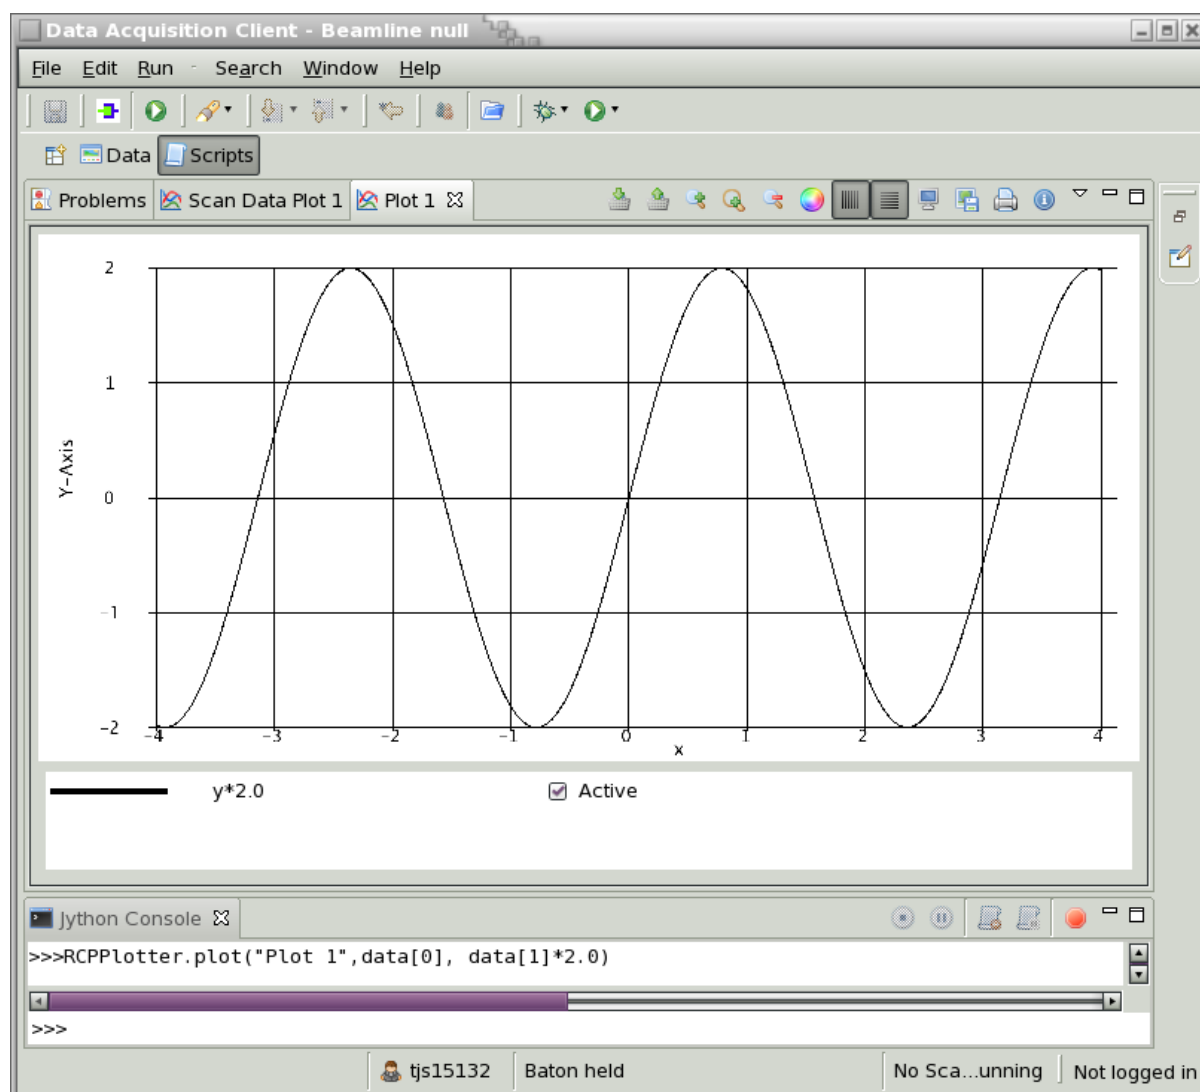 Data Acquisition Client - Beamline null
File Edit Run Search Window Help
Data Scripts
Problems Scan Data Plot 1 Plot 1
2
1
Y-Axis
0
-1
-2
-4 -3 -2 -1 0 1 2 3 4
x
y*2.0 Active
Jython Console
>>>RCPPlotter.plot("Plot 1",data[0], data[1]*2.0)
>>>
tjs15132 Baton held No Sca...unning Not logged in